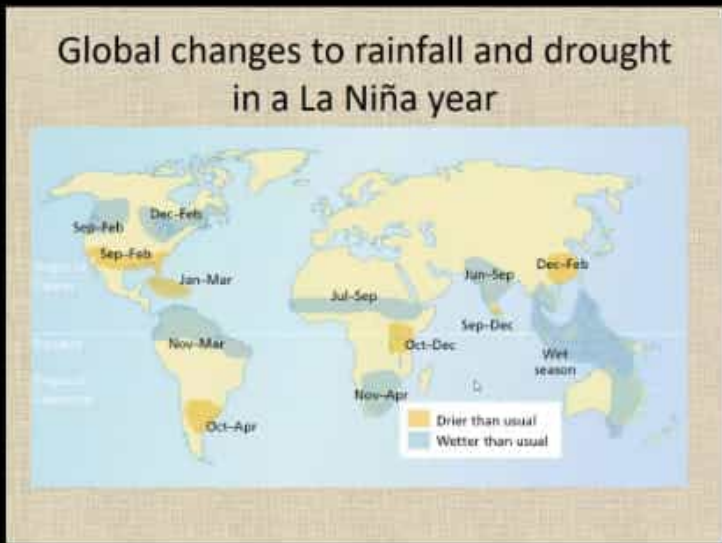 Global changes to rainfall and drought
in a La Niña year
Dec–Feb
Sep–Feb
Sep–Feb
Dec–Feb
Jun–Sep
Jan–Mar
Jul–Sep
Sep–Dec
Nov–Mar
Oct–Dec
Wet
season
Nov–Apr
Oct–Apr
Drier than usual
Wetter than usual